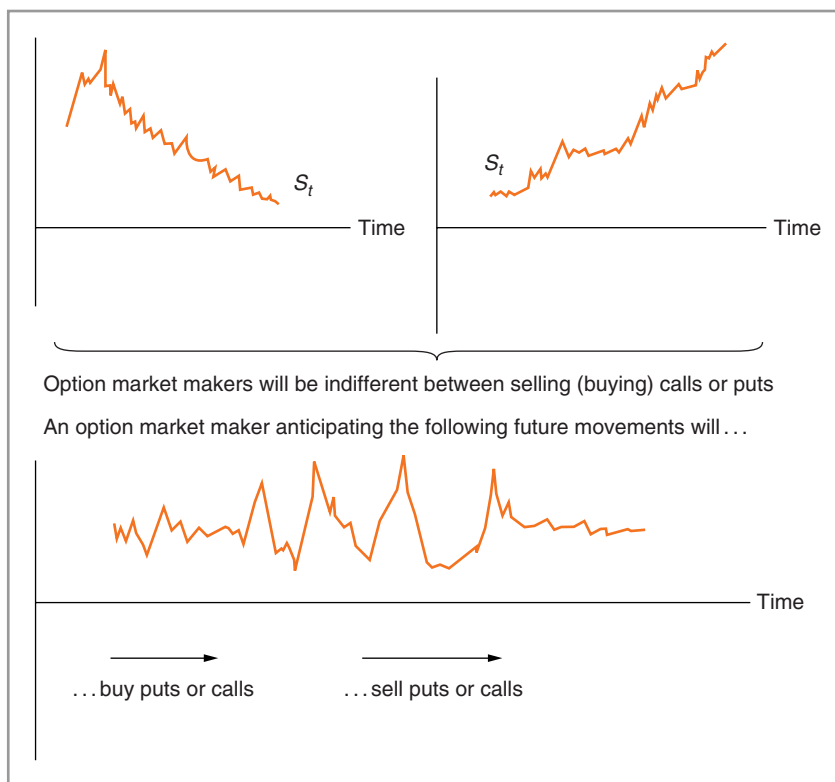 S_t
Time
S_t
Time
Option market makers will be indifferent between selling (buying) calls or puts
An option market maker anticipating the following future movements will . . .
Time
. . . buy puts or calls
. . . sell puts or calls